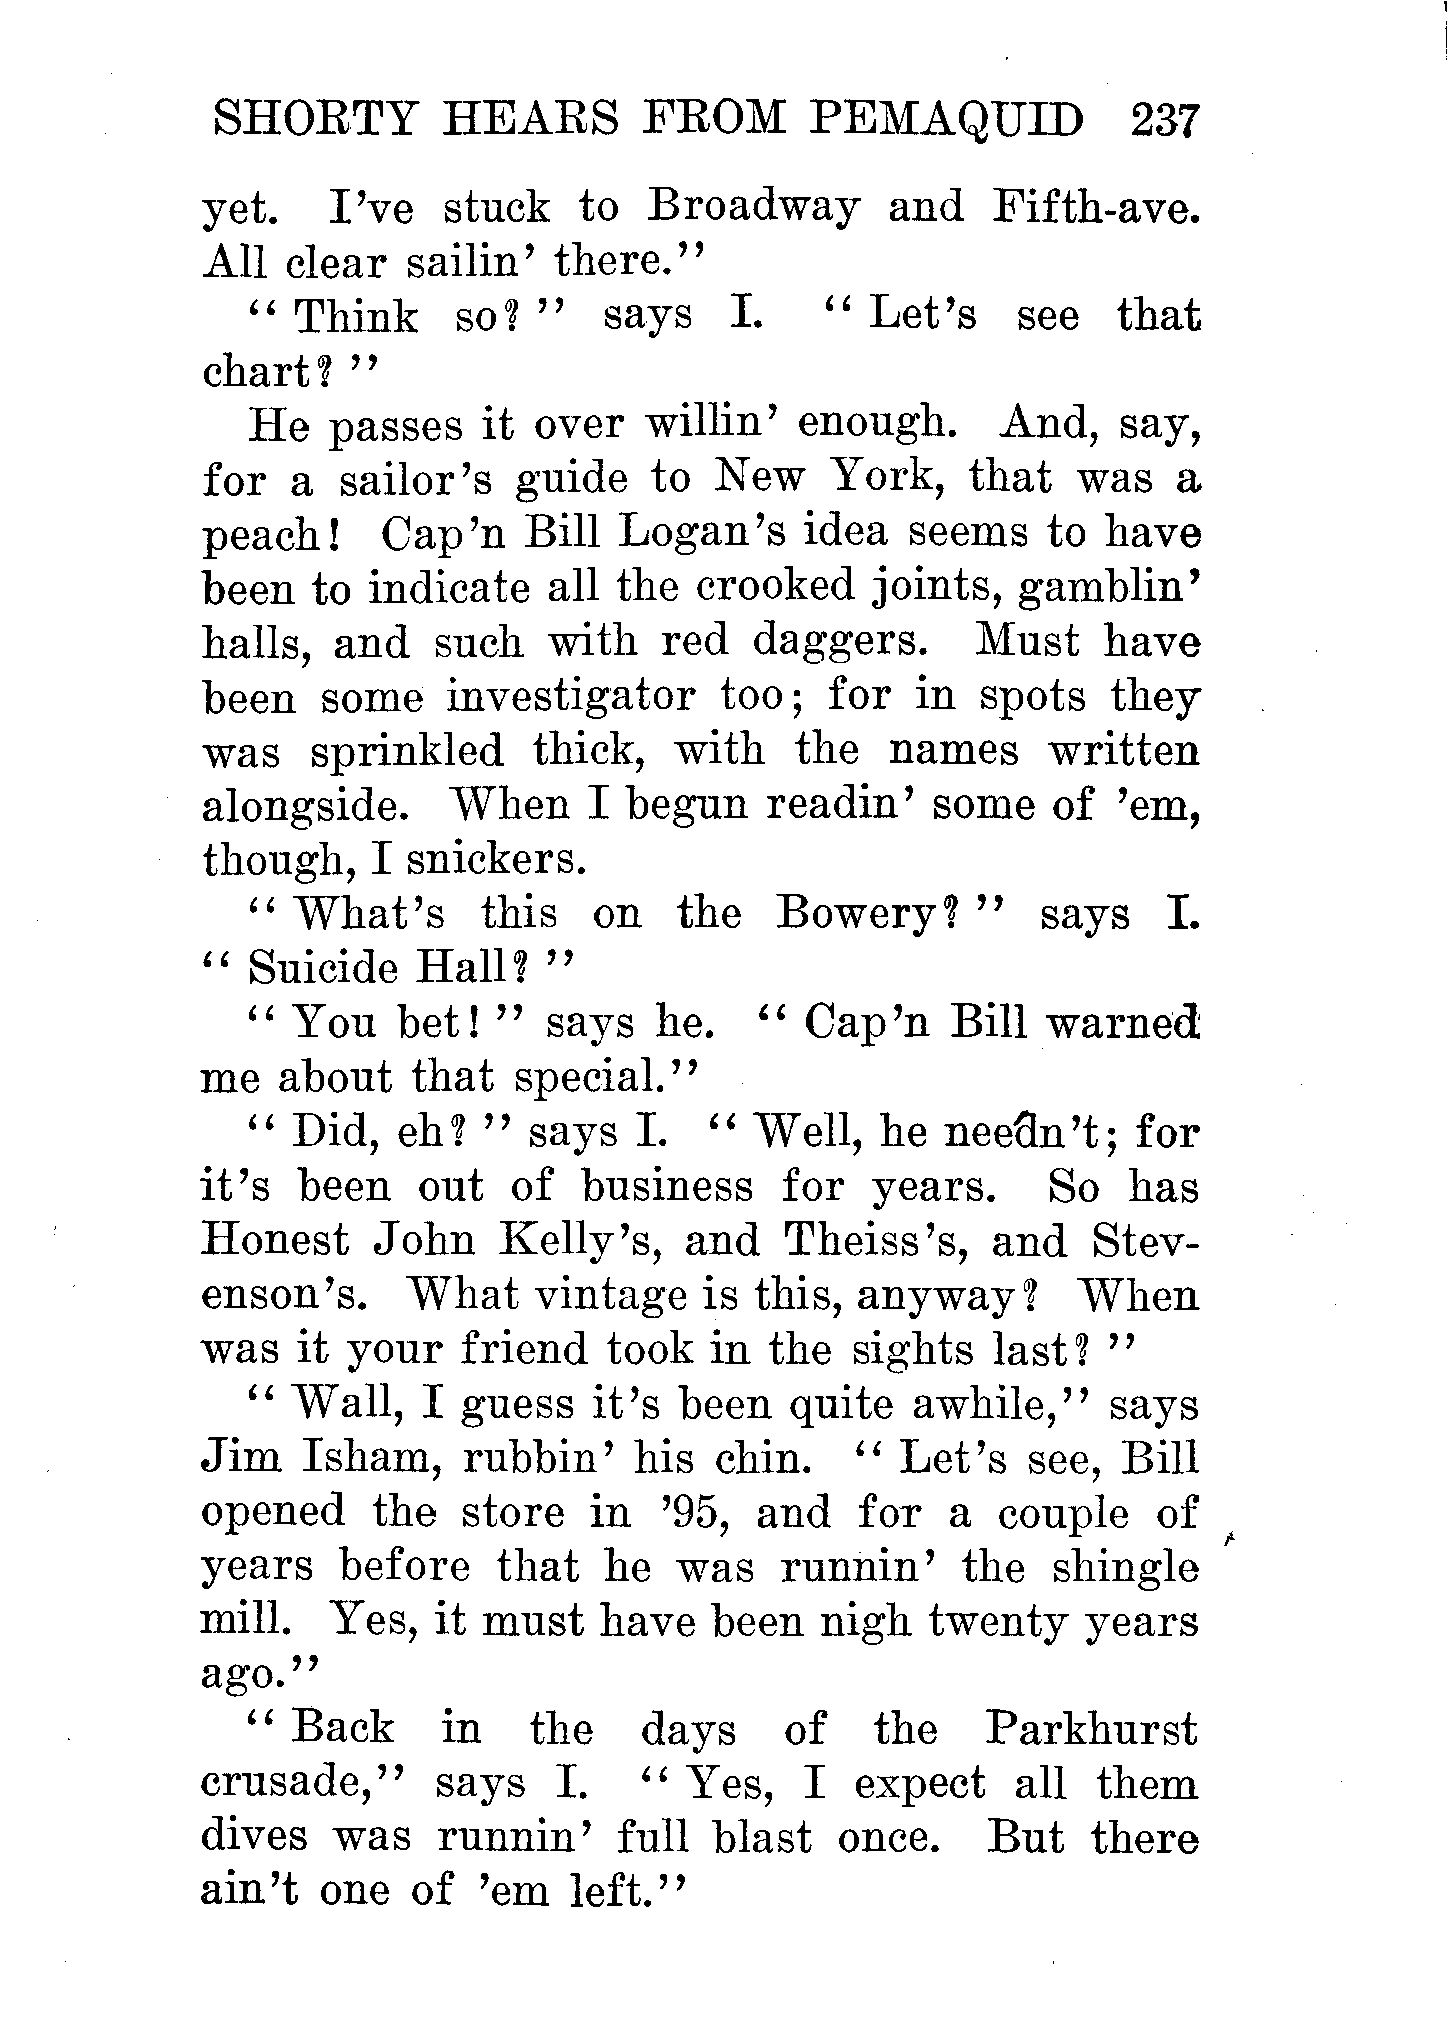 SHORTY HEARS FROM PEMAQUID 237
yet. I've stuck to Broadway and Fifth-ave.
All clear sailin' there."
"Think so?" says I. "Let's see that
chart?"
He passes it over willin' enough. And, say,
for a sailor's guide to New York, that was a
peach! Cap'n Bill Logan's idea seems to have
been to indicate all the crooked joints, gamblin'
halls, and such with red daggers. Must have
been some investigator too; for in spots they
was sprinkled thick, with the names written
alongside. When I begun readin' some of 'em,
though, I snickers.
"What's this on the Bowery?" says I.
"Suicide Hall?"
"You bet!" says he. "Cap'n Bill warned
me about that special."
"Did, eh?" says I. "Well, he needn't; for
it's been out of business for years. So has
Honest John Kelly's, and Theiss's, and Stev-
enson's. What vintage is this, anyway? When
was it your friend took in the sights last?"
"Wall, I guess it's been quite awhile," says
Jim Isham, rubbin' his chin. "Let's see, Bill
opened the store in '95, and for a couple of
years before that he was runnin' the shingle
mill. Yes, it must have been nigh twenty years
ago."
"Back in the days of the Parkhurst
crusade," says I. "Yes, I expect all them
dives was runnin' full blast once. But there
ain't one of 'em left."